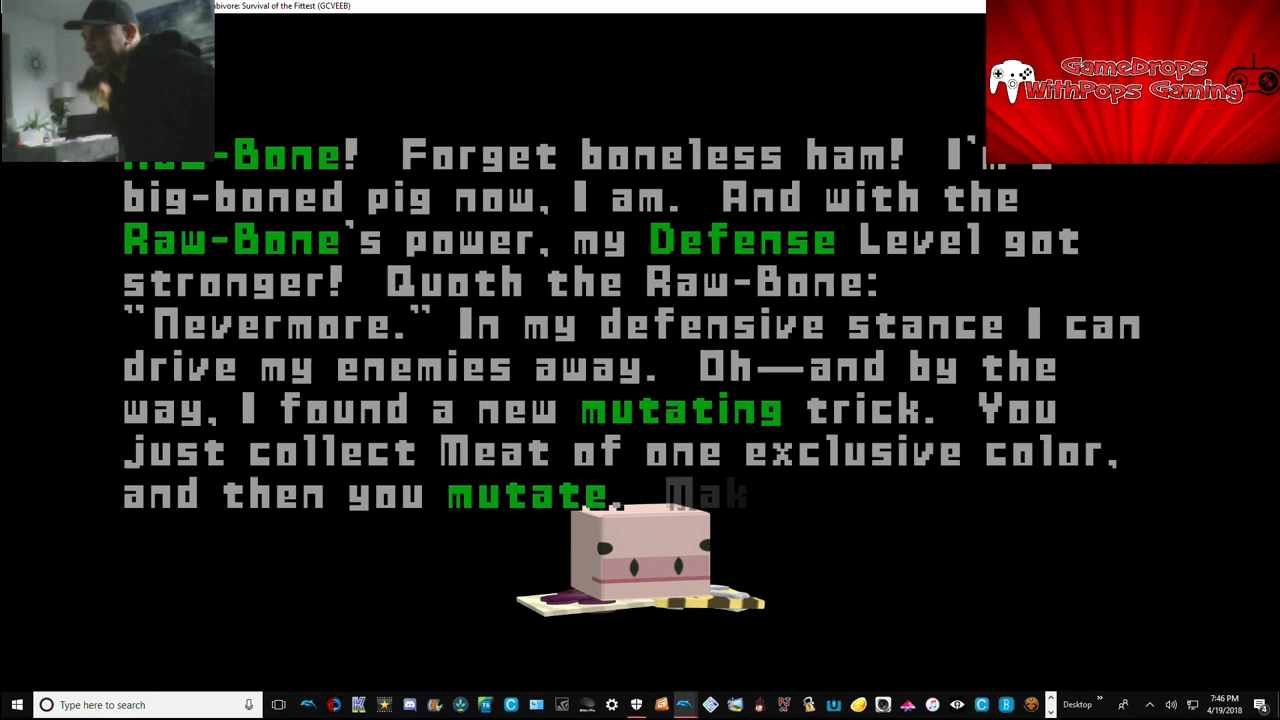 ubivore: Survival of the Fittest (GCVEEB)
GameDrops
WithPops Gaming
Raw-Bone! Forget boneless ham! I'm a
big-boned pig now, I am. And with the
Raw-Bone's power, my Defense Level got
stronger! Quoth the Raw-Bone:
"Nevermore." In my defensive stance I can
drive my enemies away. Oh—and by the
way, I found a new mutating trick. You
just collect Meat of one exclusive color,
and then you mutate. Mak
Type here to search
Desktop
7:46 PM
4/19/2018